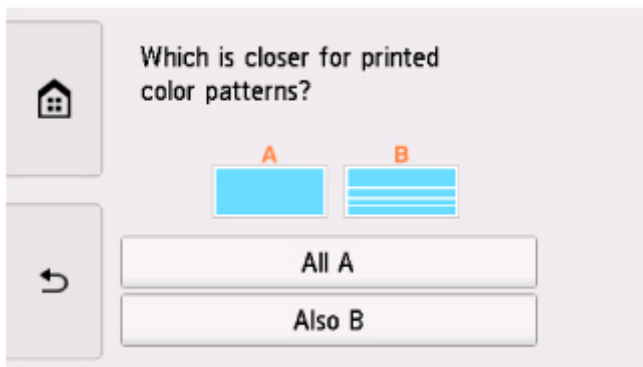 Which is closer for printed
color patterns?
A B
All A
Also B